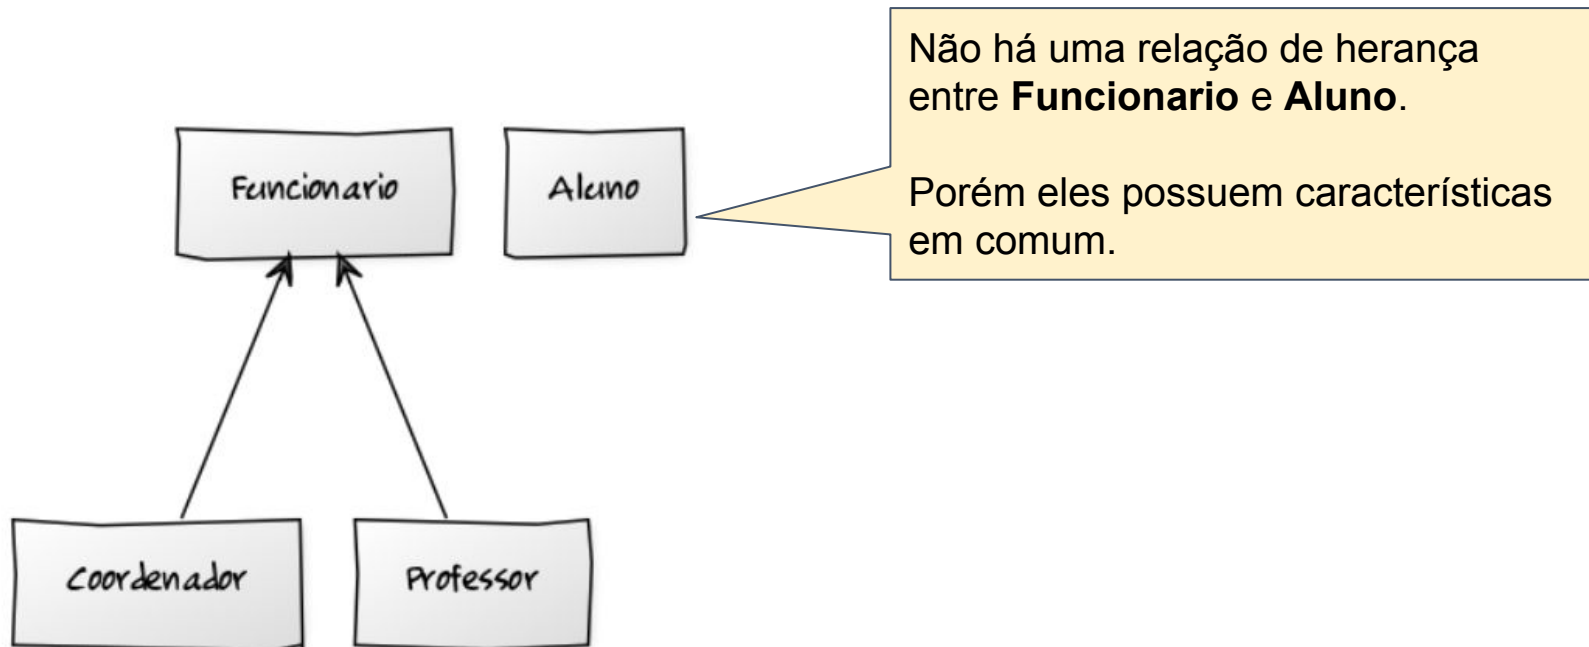 Não há uma relação de herança
entre Funcionario e Aluno.
Porém eles possuem características
em comum.
Funcionario
Aluno
Coordenador
Professor